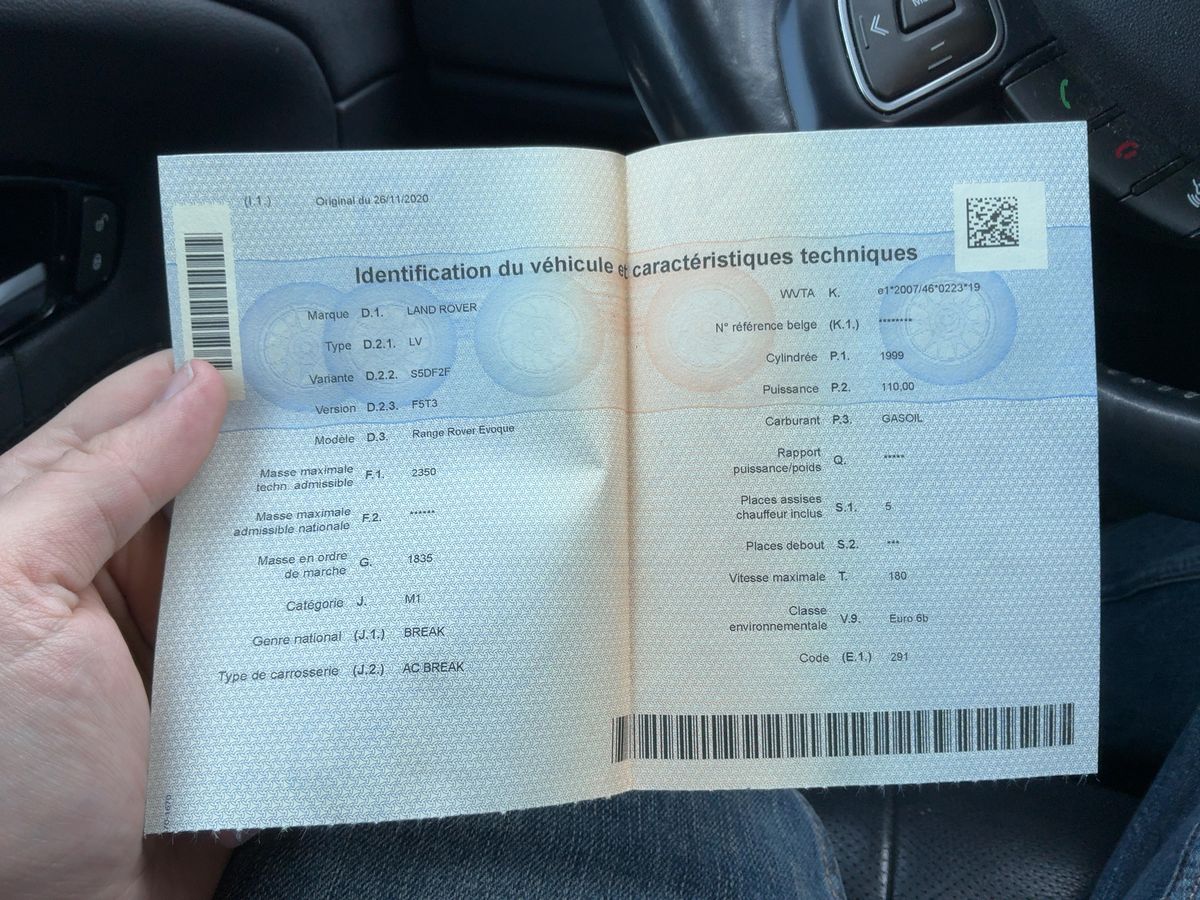 (I.1.) Original du 26/11/2020
Identification du véhicule et caractéristiques techniques
Marque D.1. LAND ROVER
Type D.2.1. LV
Variante D.2.2. S5DF2F
Version D.2.3. F5T3
Modèle D.3. Range Rover Evoque
Masse maximale
techn. admissible F.1. 2350
Masse maximale
admissible nationale F.2. ******
Masse en ordre
de marche G. 1835
Catégorie J. M1
Genre national (J.1.) BREAK
Type de carrosserie (J.2.) AC BREAK
WVTA K. e1*2007/46*0223*19
N° référence belge (K.1.) ********
Cylindrée P.1. 1999
Puissance P.2. 110,00
Carburant P.3. GASOIL
Rapport
puissance/poids Q. *****
Places assises
chauffeur inclus S.1. 5
Places debout S.2. ***
Vitesse maximale T. 180
Classe
environnementale V.9. Euro 6b
Code (E.1.) 291